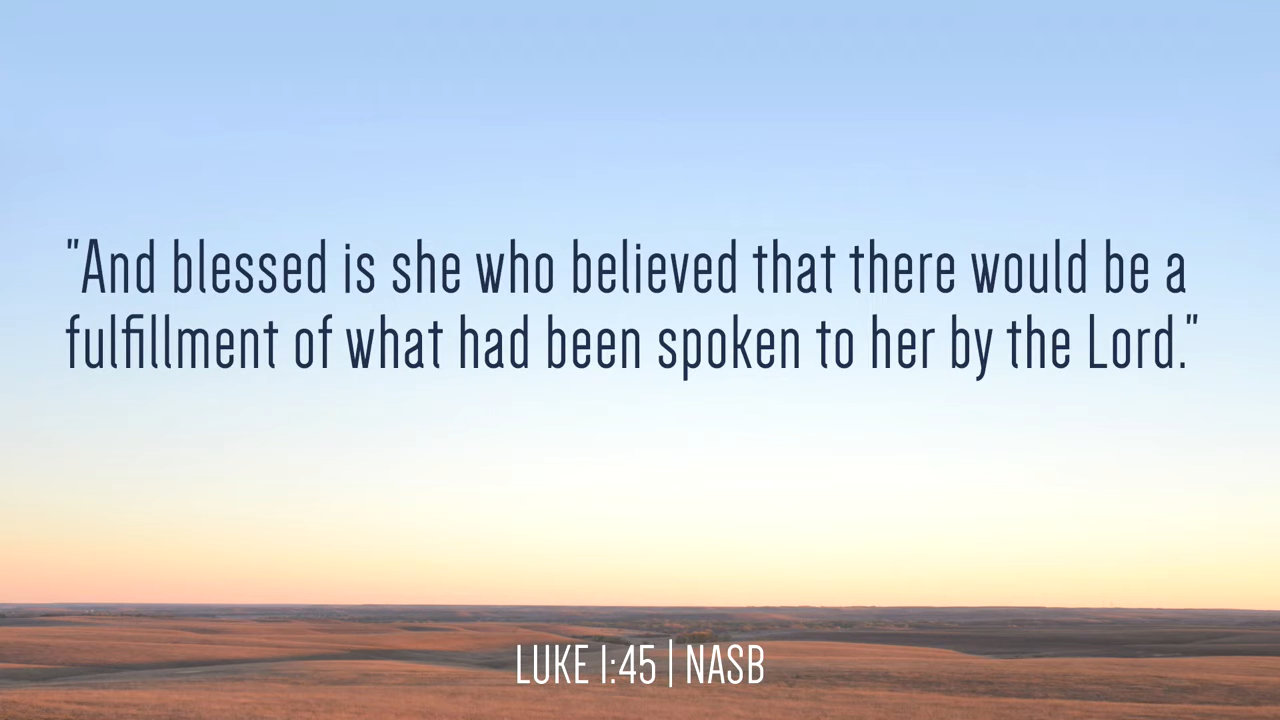 "And blessed is she who believed that there would be a
fulfillment of what had been spoken to her by the Lord."
LUKE 1:45 | NASB